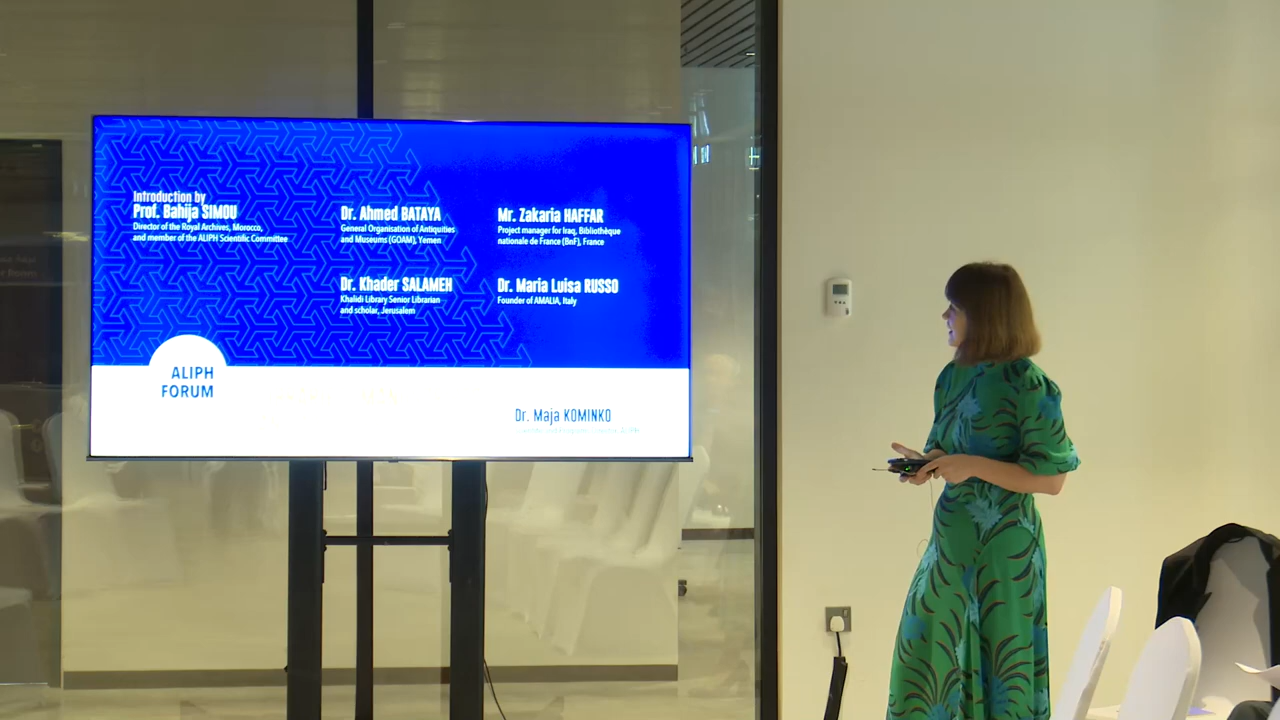 Introduction by
Prof. Bahija SIMOU
Director of the Royal Archives, Morocco,
and member of the ALIPH Scientific Committee
Dr. Ahmed BATAYA
General Organisation of Antiquities
and Museums (GOAM), Yemen
Mr. Zakaria HAFFAR
Project manager for Iraq, Bibliothèque
nationale de France (BnF), France
Dr. Khader SALAMEH
Khalidi Library Senior Librarian
and scholar, Jerusalem
Dr. Maria Luisa RUSSO
Founder of AMALIA, Italy
ALIPH
FORUM
Dr. Maja KOMINKO